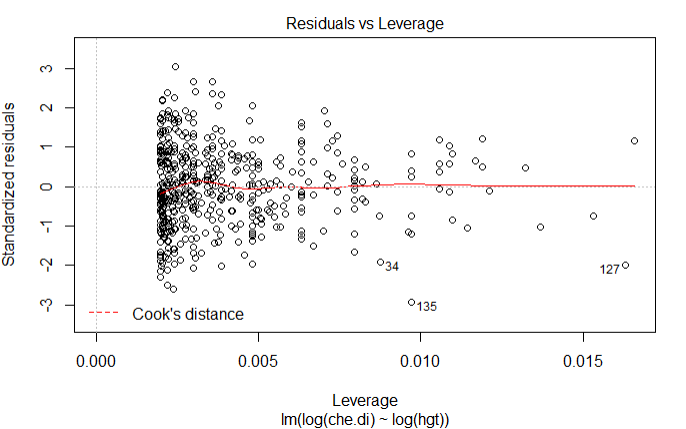 Residuals vs Leverage
Standardized residuals
3
2
1
0
-1
-2
-3
34
127
135
Cook's distance
0.000
0.005
0.010
0.015
Leverage
lm(log(che.di) ~ log(hgt))